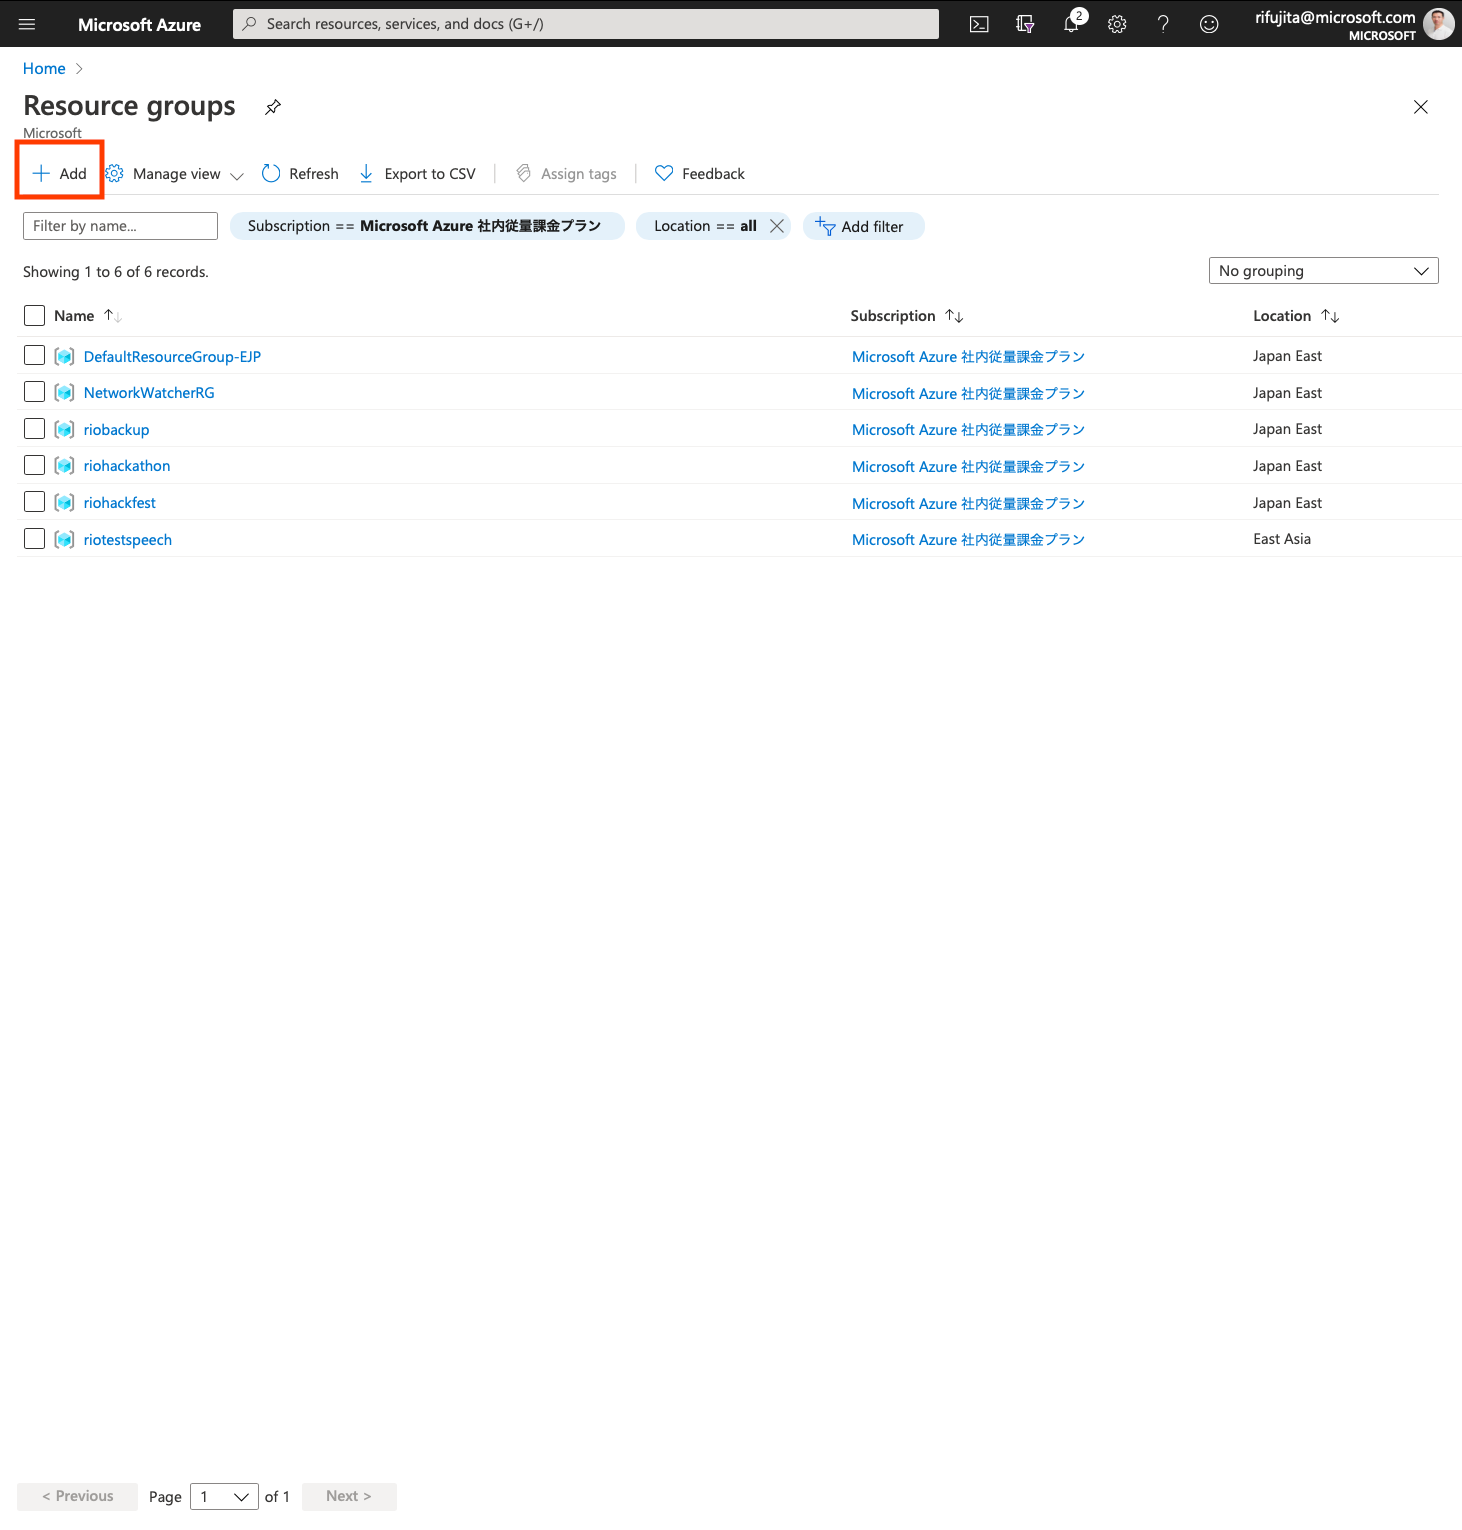 Microsoft Azure
Search resources, services, and docs (G+/)
2
rifujita@microsoft.com
MICROSOFT
Home
Resource groups
Microsoft
Add Manage view Refresh Export to CSV Assign tags Feedback
Filter by name... Subscription == Microsoft Azure 社内従量課金プラン Location == all Add filter
Showing 1 to 6 of 6 records. No grouping
Name Subscription Location
DefaultResourceGroup-EJP Microsoft Azure 社内従量課金プラン Japan East
NetworkWatcherRG Microsoft Azure 社内従量課金プラン Japan East
riobackup Microsoft Azure 社内従量課金プラン Japan East
riohackathon Microsoft Azure 社内従量課金プラン Japan East
riohackfest Microsoft Azure 社内従量課金プラン Japan East
riotestspeech Microsoft Azure 社内従量課金プラン East Asia
< Previous Page 1 of 1 Next >